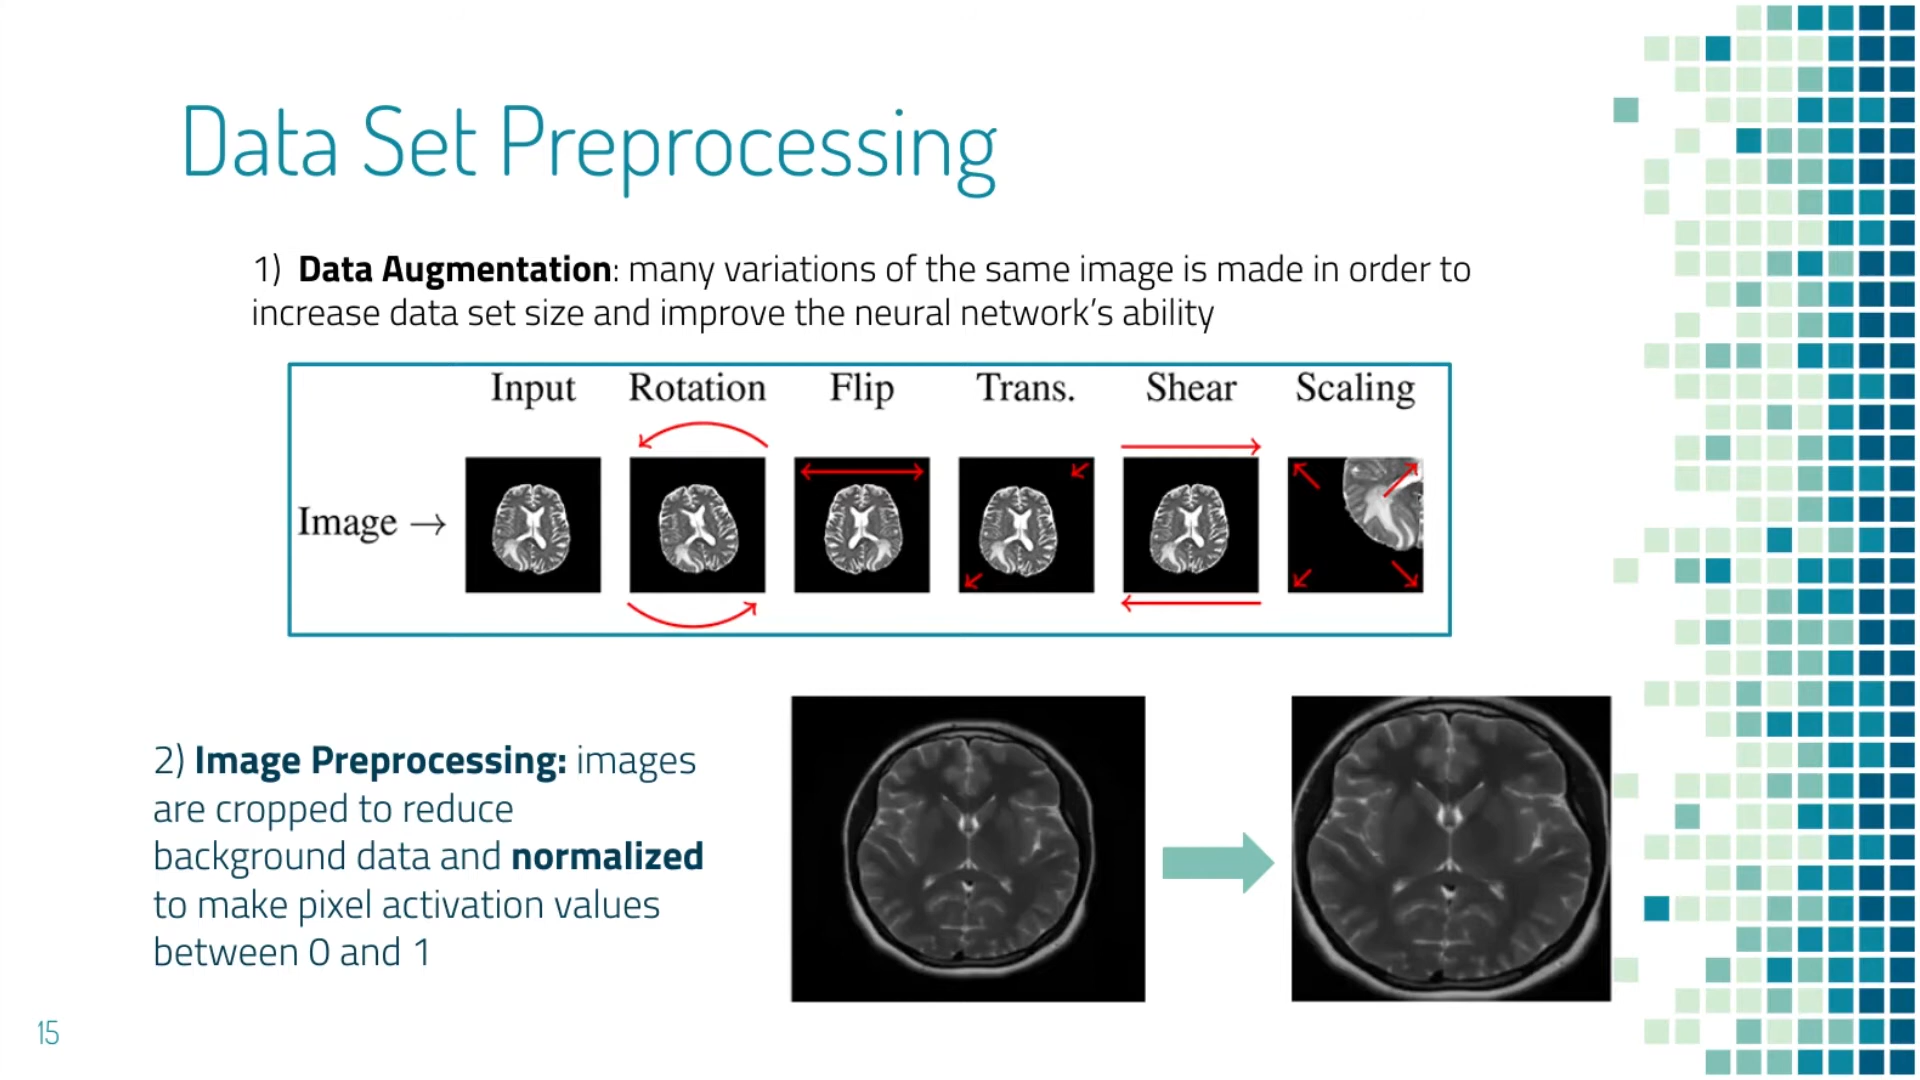 Data Set Preprocessing
1) Data Augmentation: many variations of the same image is made in order to
increase data set size and improve the neural network's ability
Input Rotation Flip Trans. Shear Scaling
Image →
2) Image Preprocessing: images
are cropped to reduce
background data and normalized
to make pixel activation values
between 0 and 1
15